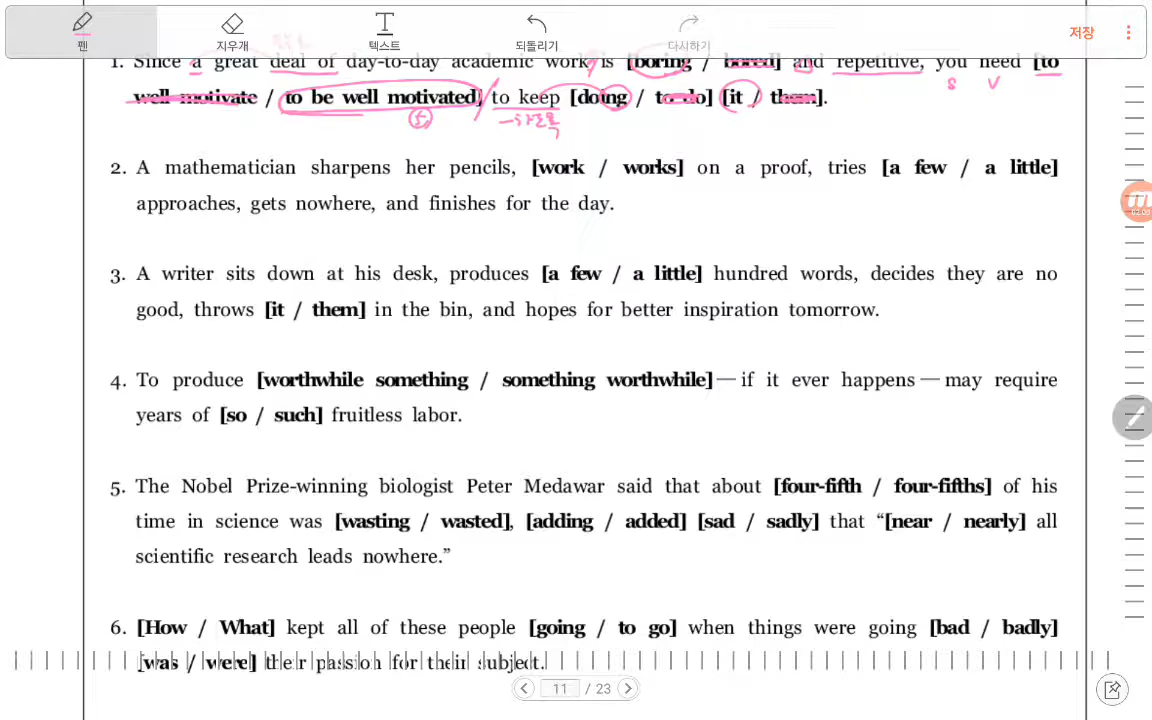 펜
지우개
텍스트
되돌리기
다시하기
저장
1. Since a great deal of day-to-day academic work is [boring / bored] and repetitive, you need [to
S V
well motivate / to be well motivated] to keep [doing / to do] [it / them].
~하도록
2. A mathematician sharpens her pencils, [work / works] on a proof, tries [a few / a little]
approaches, gets nowhere, and finishes for the day.
02:00
3. A writer sits down at his desk, produces [a few / a little] hundred words, decides they are no
good, throws [it / them] in the bin, and hopes for better inspiration tomorrow.
4. To produce [worthwhile something / something worthwhile]—if it ever happens—may require
years of [so / such] fruitless labor.
5. The Nobel Prize-winning biologist Peter Medawar said that about [four-fifth / four-fifths] of his
time in science was [wasting / wasted], [adding / added] [sad / sadly] that “[near / nearly] all
scientific research leads nowhere.”
6. [How / What] kept all of these people [going / to go] when things were going [bad / badly]
[was / were] their passion for their subject.
11 / 23